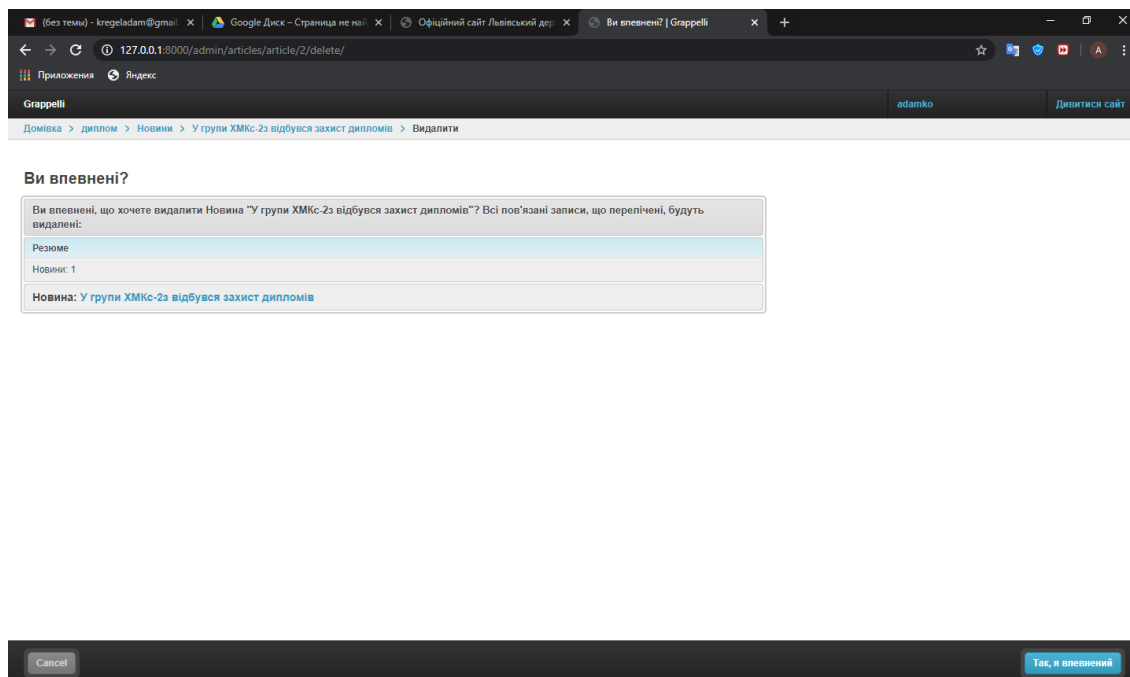 (без темы) - kregeladam@gmail.
Google Диск – Страница не най
Офіційний сайт Львівський дер
Ви впевнені? | Grappelli
127.0.0.1:8000/admin/articles/article/2/delete/
Приложения
Яндекс
Grappelli
adamko
Дивитися сайт
Домівка > диплом > Новини > У групи ХМКс-2з відбувся захист дипломів > Видалити
Ви впевнені?
Ви впевнені, що хочете видалити Новина "У групи ХМКс-2з відбувся захист дипломів"? Всі пов'язані записи, що перелічені, будуть
видалені:
Резюме
Новини: 1
Новина: У групи ХМКс-2з відбувся захист дипломів
Cancel
Так, я впевнений